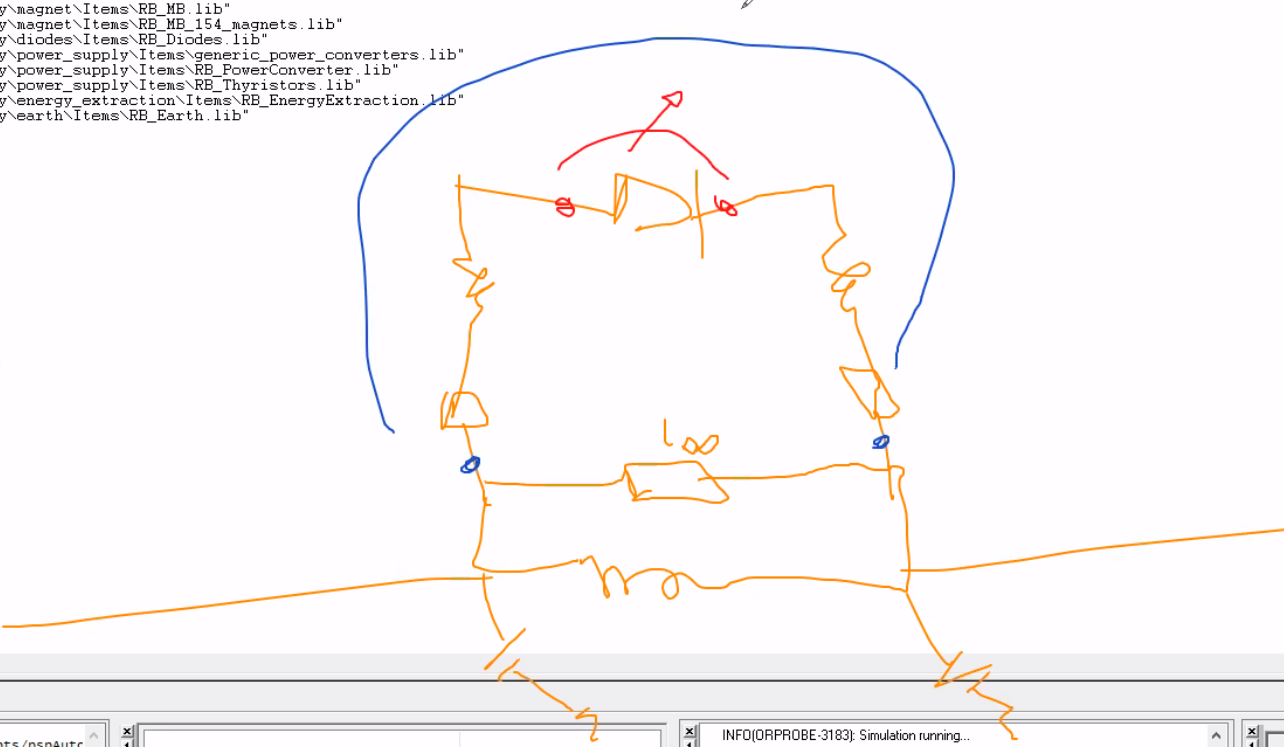 y\magnet\Items\RB_MB.lib"
y\magnet\Items\RB_MB_154_magnets.lib"
y\diodes\Items\RB_Diodes.lib"
y\power_supply\Items\generic_power_converters.lib"
y\power_supply\Items\RB_PowerConverter.lib"
y\power_supply\Items\RB_Thyristors.lib"
y\energy_extraction\Items\RB_EnergyExtraction.lib"
y\earth\Items\RB_Earth.lib"
100
INFO(ORPROBE-3183): Simulation running...